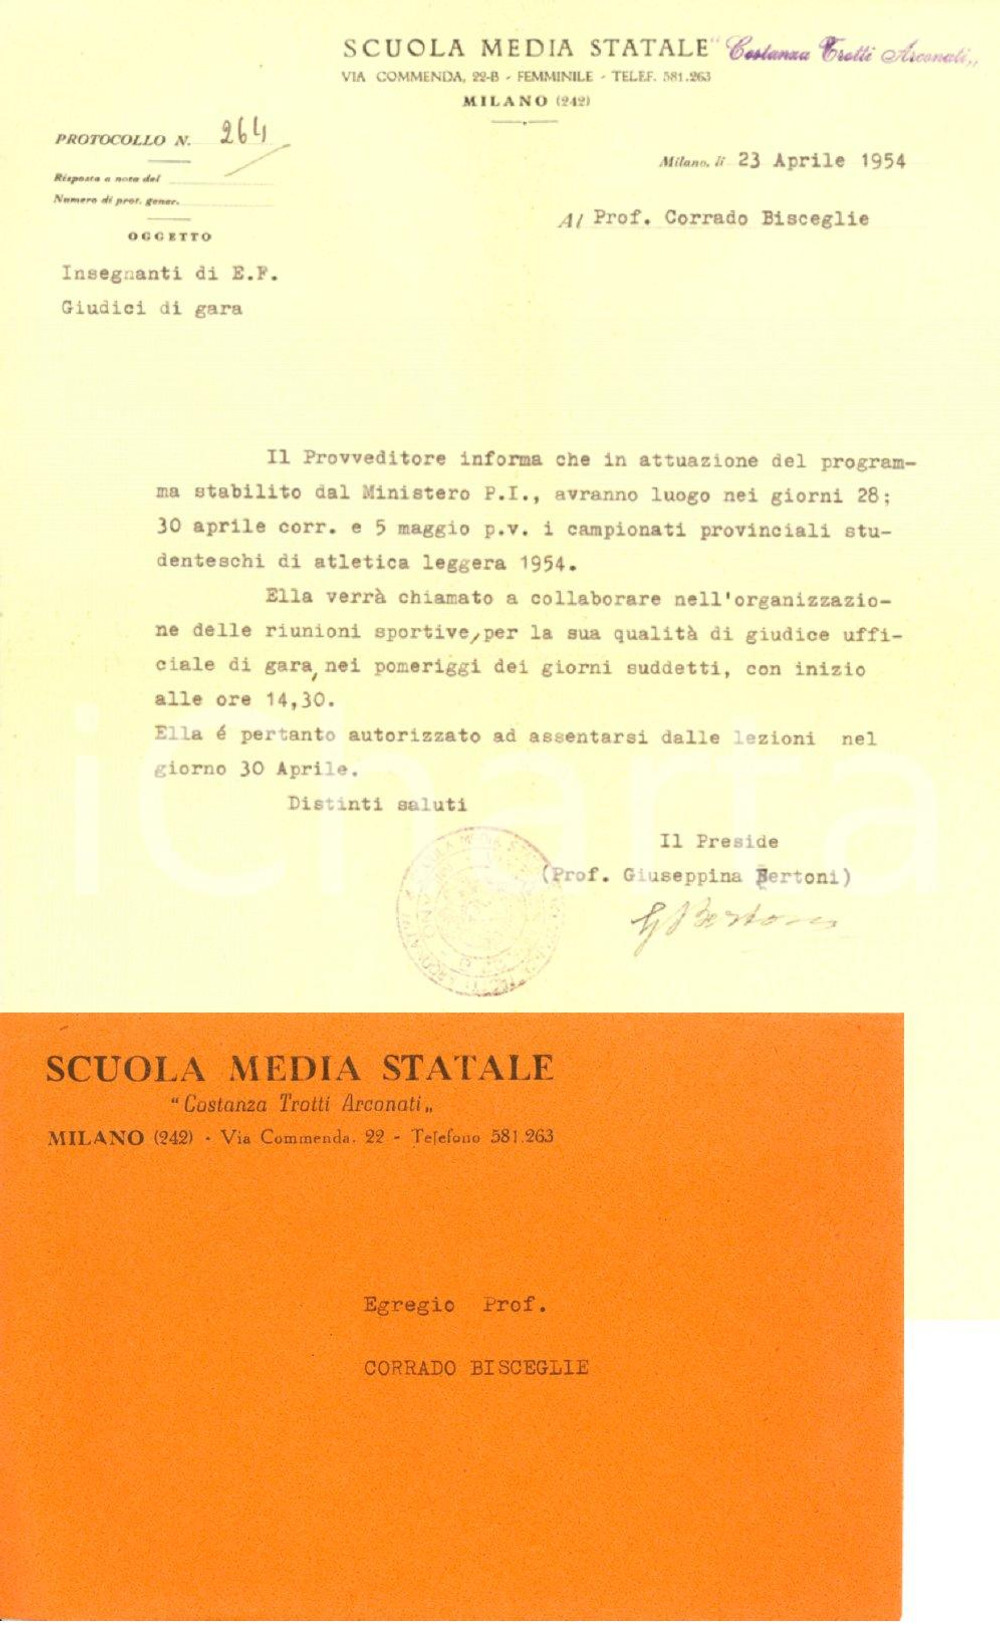 SCUOLA MEDIA STATALE "Costanza Trotti Arconati„
VIA COMMENDA, 22-B - FEMMINILE - TELEF. 581.263
MILANO (242)
PROTOCOLLO N. 264
Risposta a nota del
Numero di prot. gener.
OGGETTO
Insegnanti di E.F.
Giudici di gara
Milano, li 23 Aprile 1954
Al Prof. Corrado Bisceglie
Il Provveditore informa che in attuazione del program-
ma stabilito dal Ministero P.I., avranno luogo nei giorni 28;
30 aprile corr. e 5 maggio p.v. i campionati provinciali stu-
denteschi di atletica leggera 1954.
Ella verrà chiamato a collaborare nell'organizzazio-
ne delle riunioni sportive, per la sua qualità di giudice uffi-
ciale di gara, nei pomeriggi dei giorni suddetti, con inizio
alle ore 14,30.
Ella é pertanto autorizzato ad assentarsi dalle lezioni nel
giorno 30 Aprile.
Distinti saluti
Il Preside
(Prof. Giuseppina Bertoni)
G Bertoni
iCharta
SCUOLA MEDIA STATALE
"Costanza Trotti Arconati„
MILANO (242) - Via Commenda, 22 - Telefono 581.263
Egregio Prof.
CORRADO BISCEGLIE